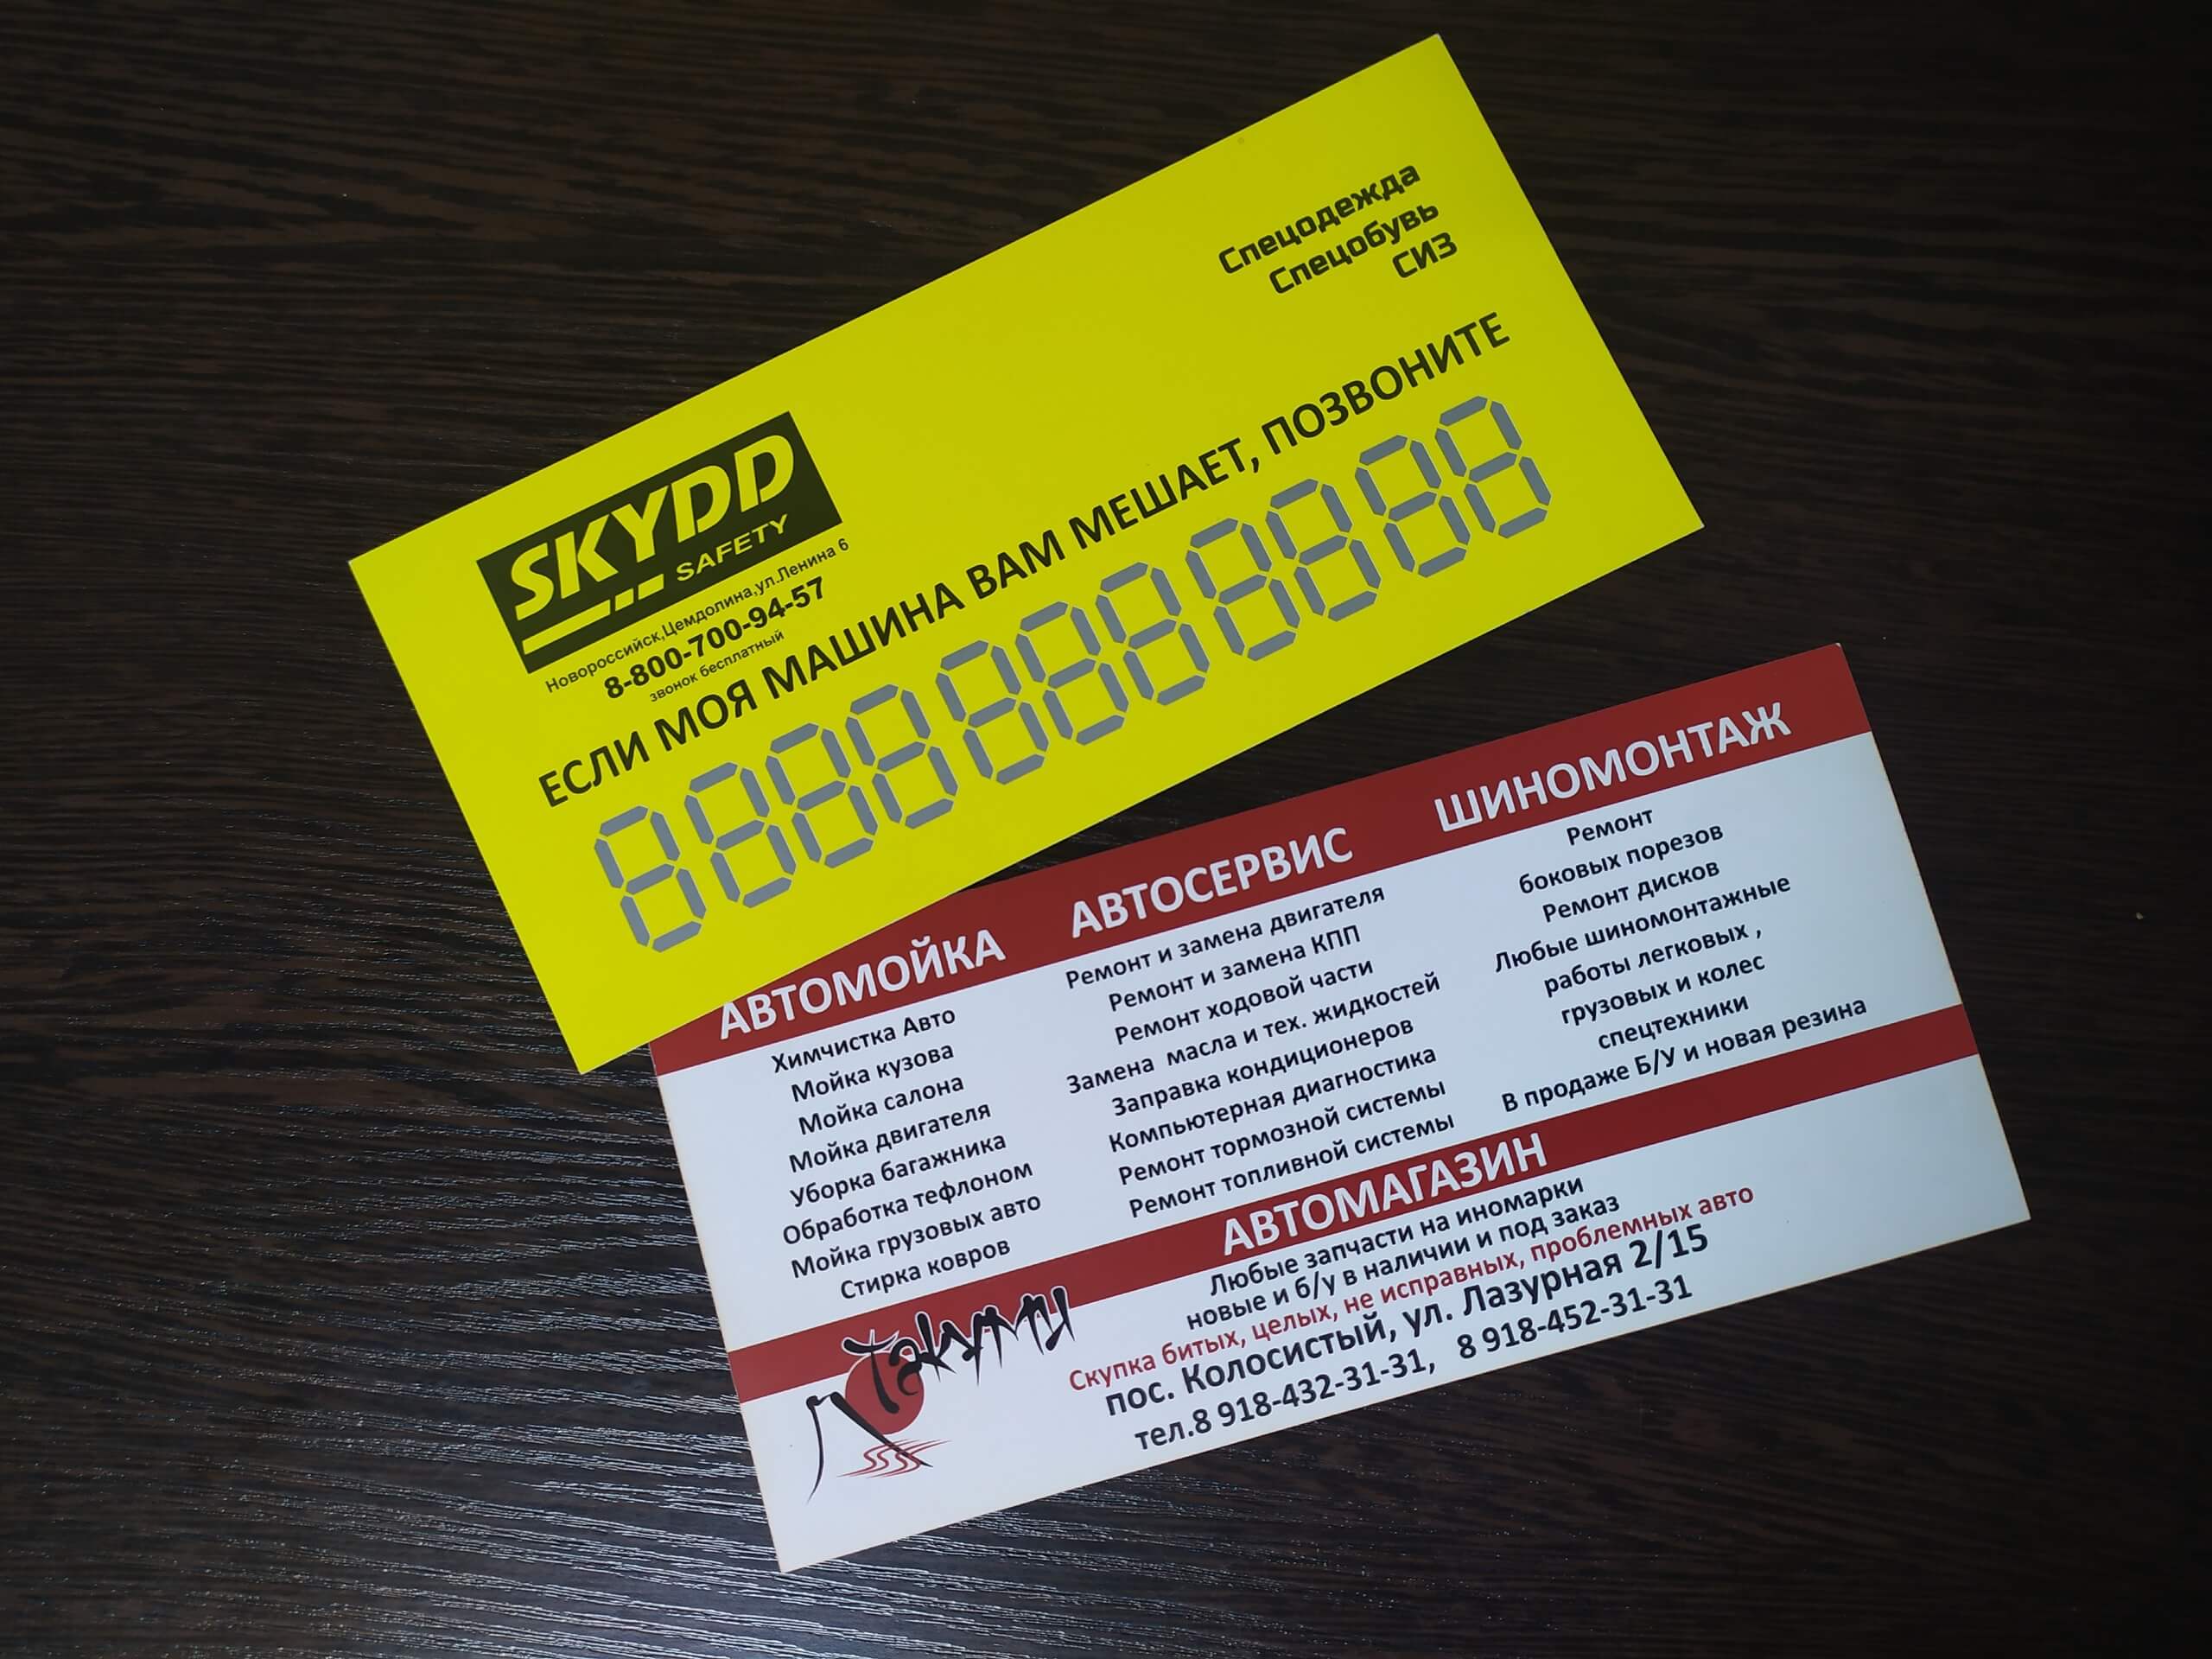 Спецодежда
Спецобувь
СИЗ
SKYDD
SAFETY
Новороссийск,Цемдолина,ул.Ленина 6
8-800-700-94-57
звонок бесплатный
ЕСЛИ МОЯ МАШИНА ВАМ МЕШАЕТ, ПОЗВОНИТЕ
АВТОМОЙКА
Химчистка Авто
Мойка кузова
Мойка салона
Мойка двигателя
Уборка багажника
Обработка тефлоном
Мойка грузовых авто
Стирка ковров
АВТОСЕРВИС
Ремонт и замена двигателя
Ремонт и замена КПП
Ремонт ходовой части
Замена масла и тех. жидкостей
Заправка кондиционеров
Компьютерная диагностика
Ремонт тормозной системы
Ремонт топливной системы
ШИНОМОНТАЖ
Ремонт
боковых порезов
Ремонт дисков
Любые шиномонтажные
работы легковых ,
грузовых и колес
спецтехники
В продаже Б/У и новая резина
АВТОМАГАЗИН
Любые запчасти на иномарки
новые и б/у в наличии и под заказ
Скупка битых, целых, не исправных, проблемных авто
пос. Колосистый, ул. Лазурная 2/15
тел.8 918-432-31-31, 8 918-452-31-31
Такуми